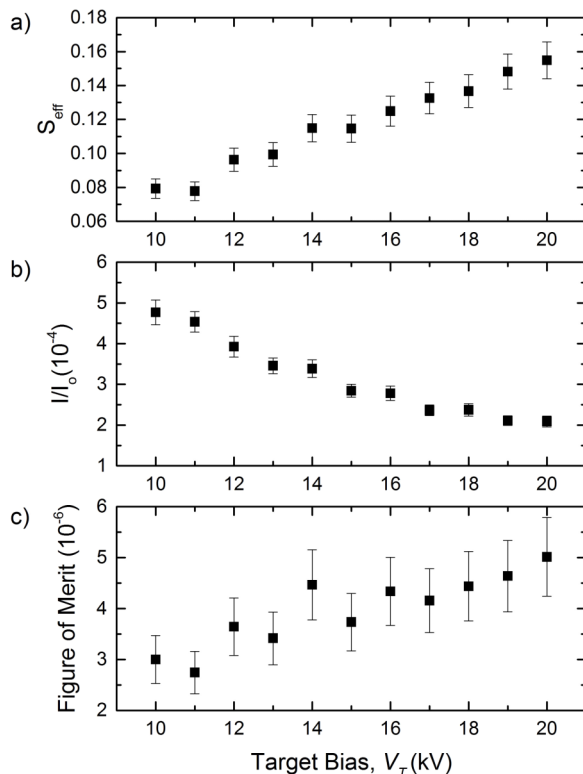 a)
0.18
0.16
0.14
0.12
0.10
0.08
0.06
S_eff
10 12 14 16 18 20
b)
6
5
4
3
2
1
I/I_o(10^-4)
10 12 14 16 18 20
c)
6
5
4
3
2
Figure of Merit (10^-6)
10 12 14 16 18 20
Target Bias, V_T (kV)